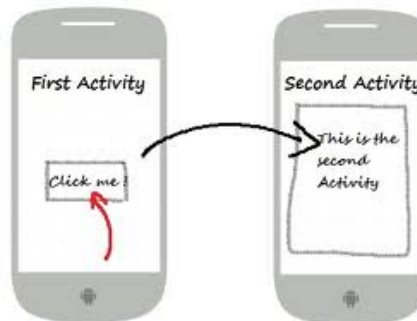 First Activity
Click me !
Second Activity
This is the
second
Activity